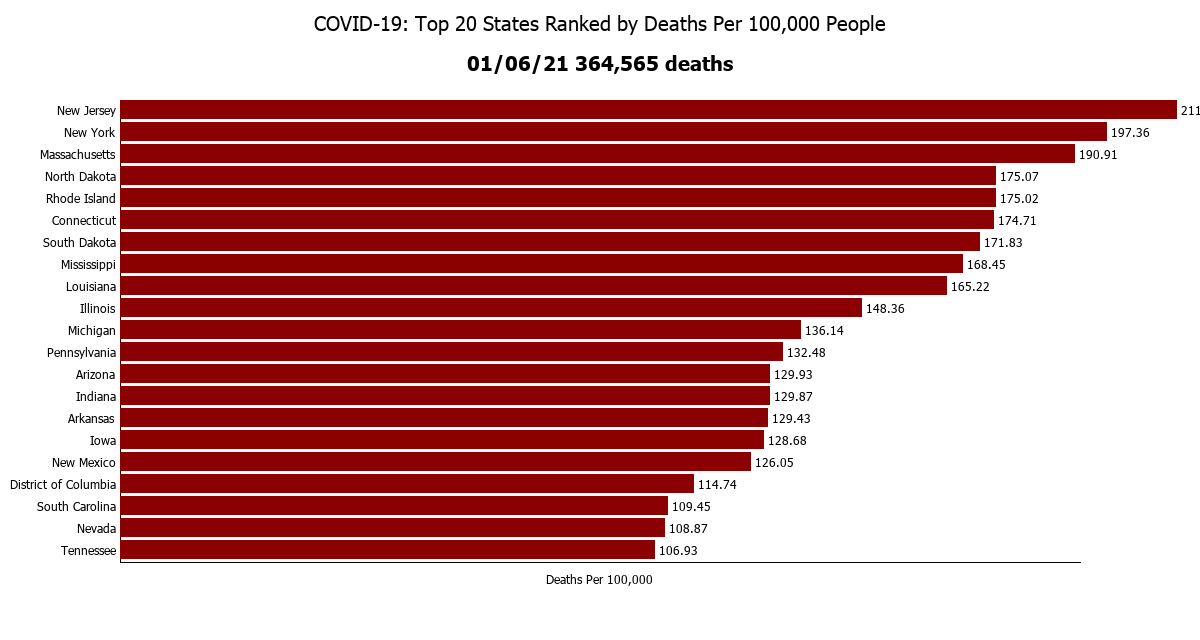 COVID-19: Top 20 States Ranked by Deaths Per 100,000 People
01/06/21 364,565 deaths
New Jersey 211
New York 197.36
Massachusetts 190.91
North Dakota 175.07
Rhode Island 175.02
Connecticut 174.71
South Dakota 171.83
Mississippi 168.45
Louisiana 165.22
Illinois 148.36
Michigan 136.14
Pennsylvania 132.48
Arizona 129.93
Indiana 129.87
Arkansas 129.43
Iowa 128.68
New Mexico 126.05
District of Columbia 114.74
South Carolina 109.45
Nevada 108.87
Tennessee 106.93
Deaths Per 100,000